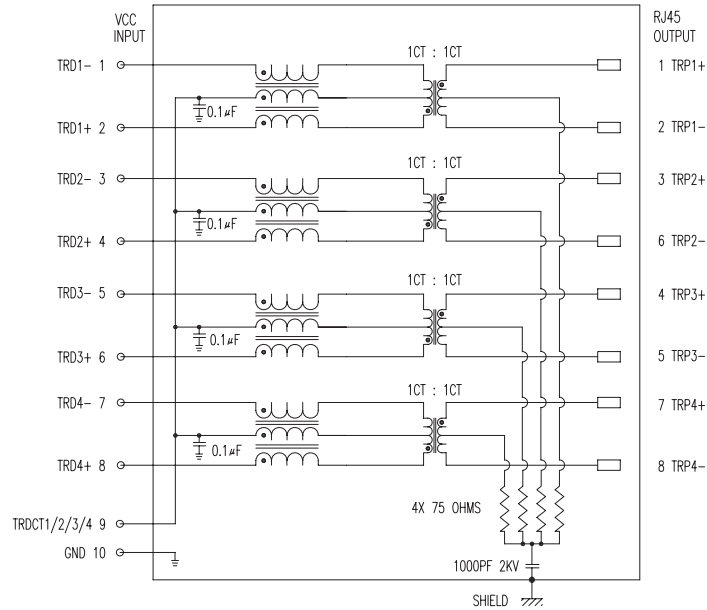 VCC
INPUT
RJ45
OUTPUT
1CT : 1CT
TRD1- 1
1 TRP1+
0.1µF
TRD1+ 2
2 TRP1-
1CT : 1CT
TRD2- 3
3 TRP2+
0.1µF
TRD2+ 4
6 TRP2-
1CT : 1CT
TRD3- 5
4 TRP3+
0.1µF
TRD3+ 6
5 TRP3-
1CT : 1CT
TRD4- 7
7 TRP4+
0.1µF
TRD4+ 8
8 TRP4-
4X 75 OHMS
TRDCT1/2/3/4 9
GND 10
1000PF 2KV
SHIELD